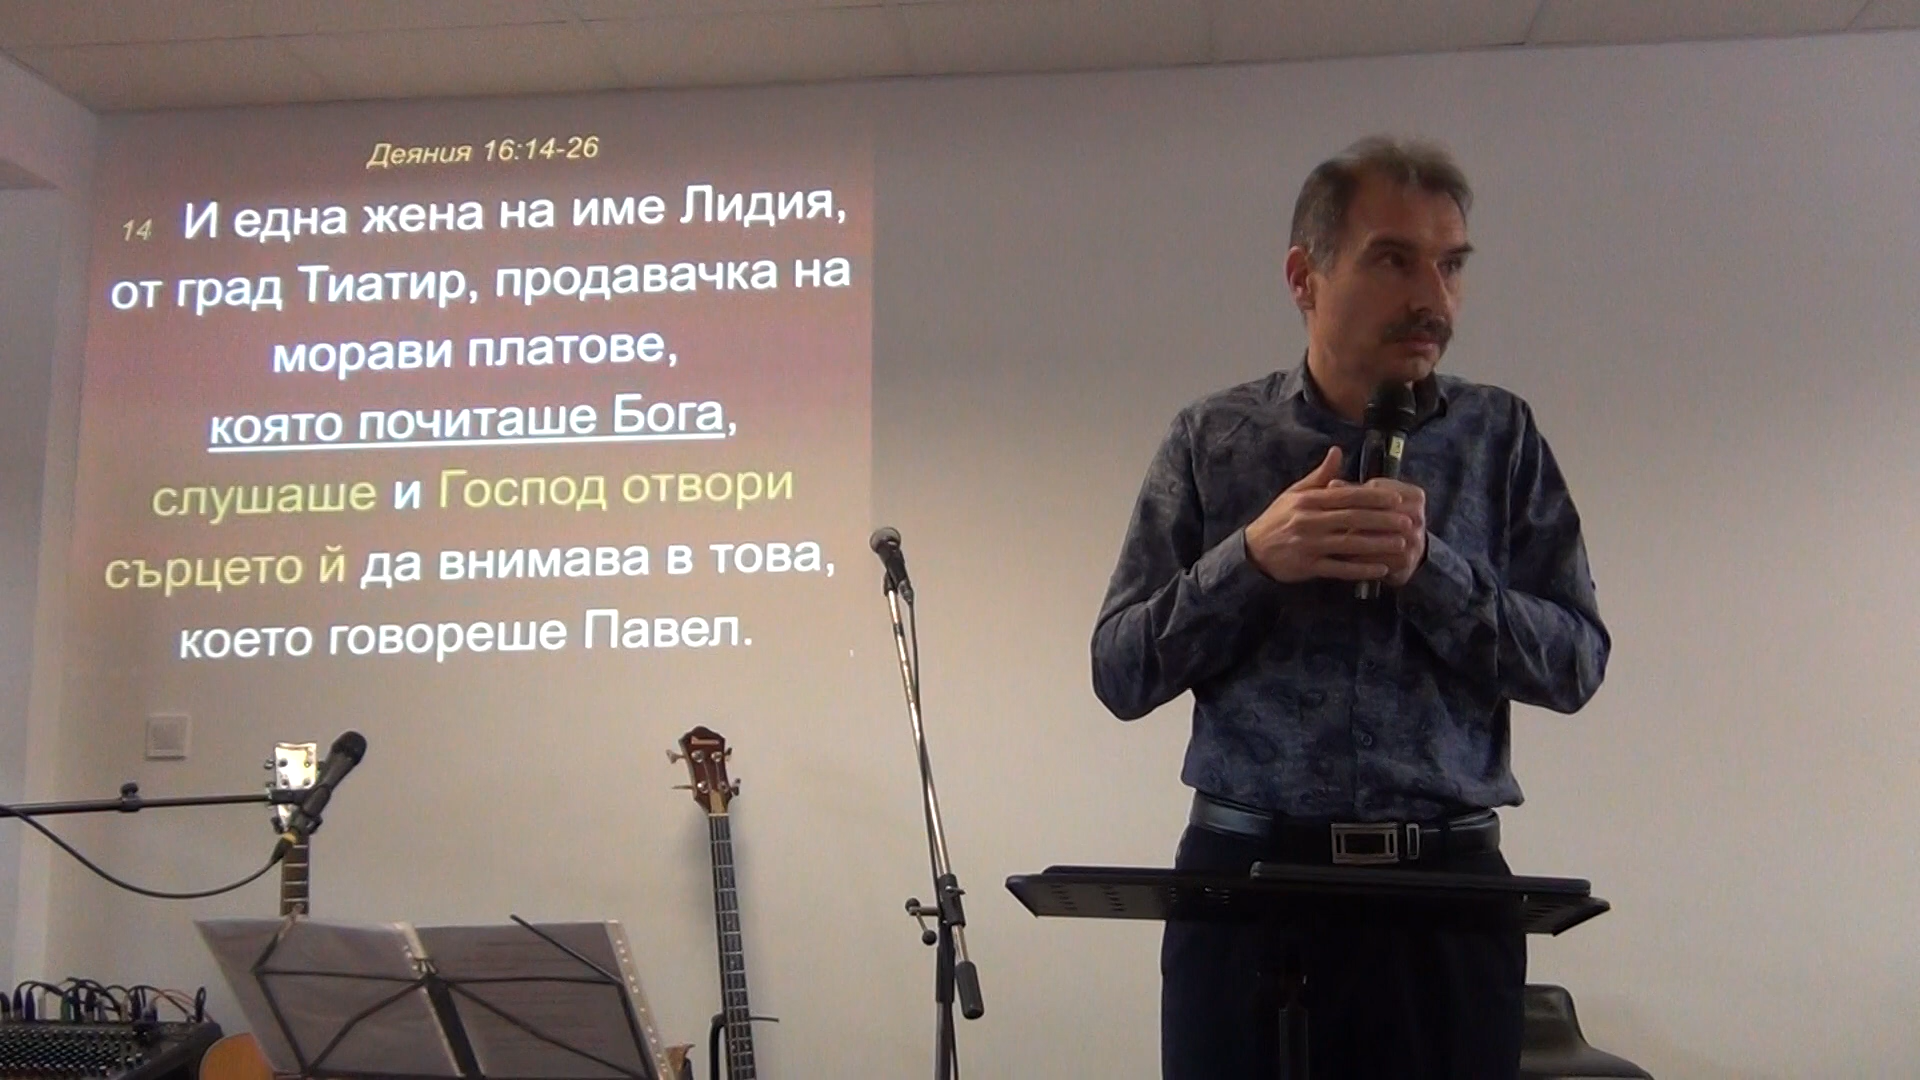 Деяния 16:14-26
14 И една жена на име Лидия,
от град Тиатир, продавачка на
морави платове,
която почиташе Бога,
слушаше и Господ отвори
сърцето ѝ да внимава в това,
което говореше Павел.